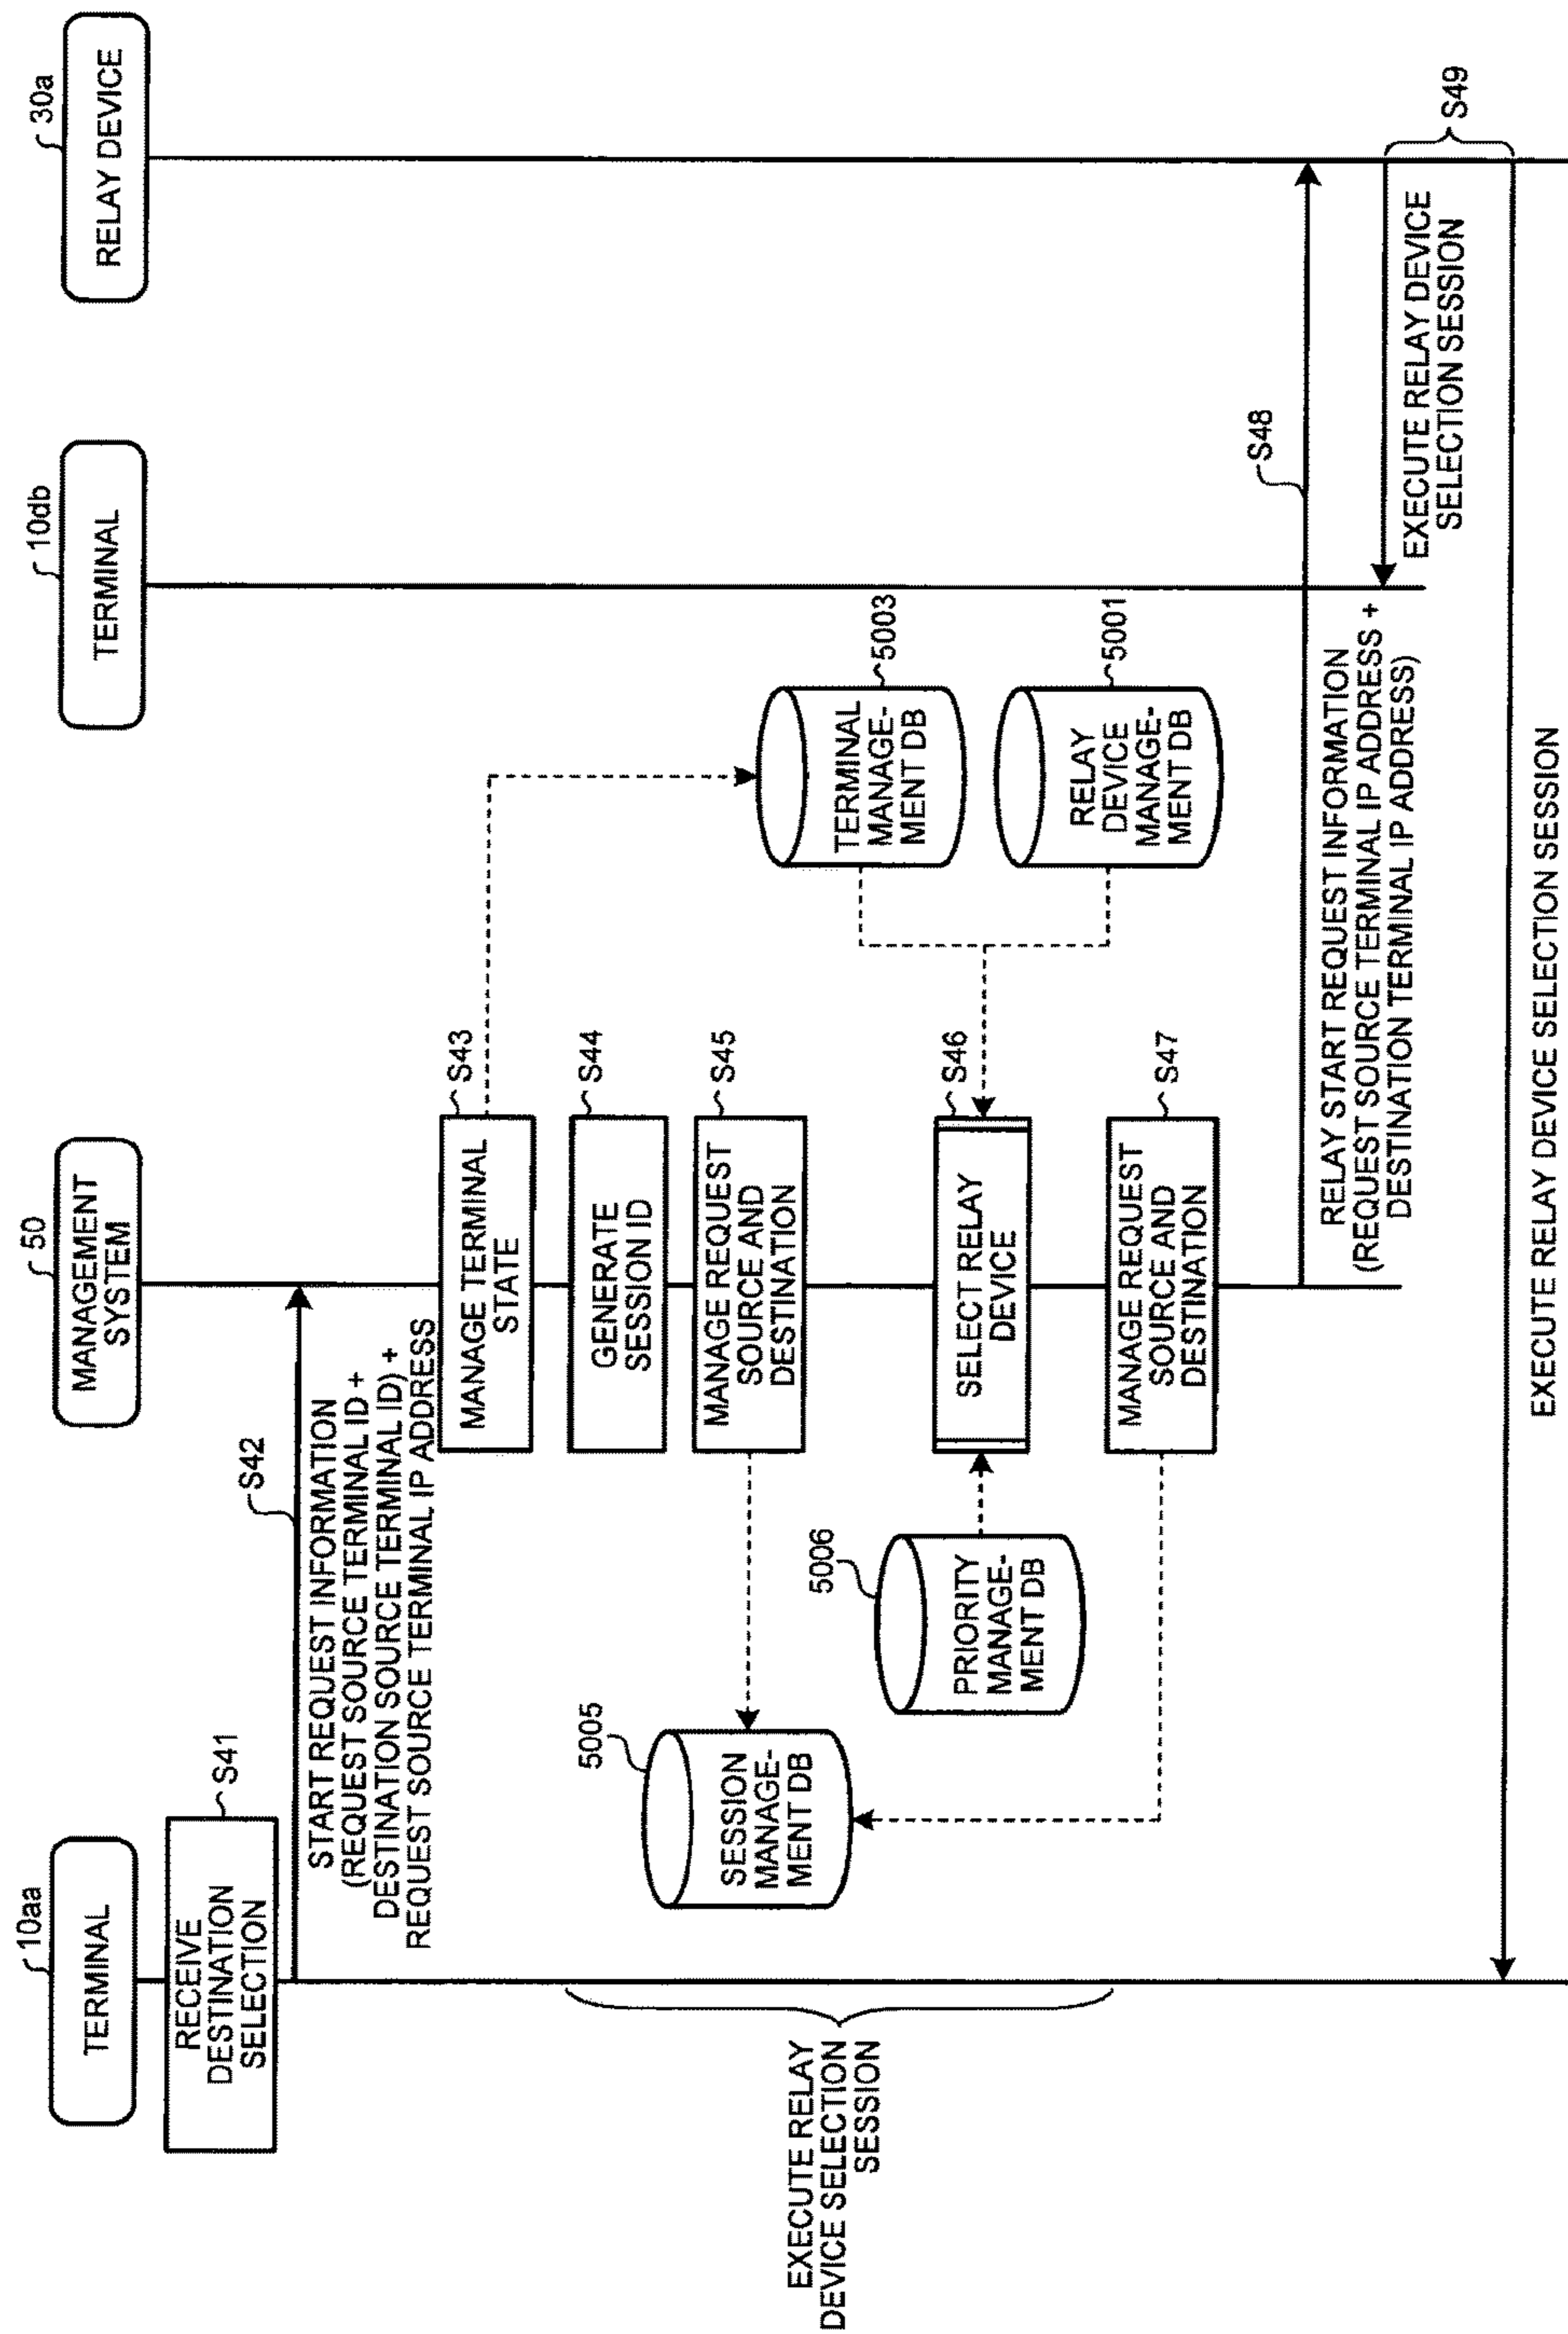 10aa
TERMINAL
50
MANAGEMENT
SYSTEM
10db
TERMINAL
30a
RELAY DEVICE
S41
RECEIVE
DESTINATION
SELECTION
S42
START REQUEST INFORMATION
(REQUEST SOURCE TERMINAL ID +
DESTINATION SOURCE TERMINAL ID) +
REQUEST SOURCE TERMINAL IP ADDRESS
S43
MANAGE TERMINAL
STATE
S44
GENERATE
SESSION ID
S45
MANAGE REQUEST
SOURCE AND
DESTINATION
5005
SESSION
MANAGE-
MENT DB
5003
TERMINAL
MANAGE-
MENT DB
EXECUTE RELAY
DEVICE SELECTION
SESSION
5006
PRIORITY
MANAGE-
MENT DB
S46
SELECT RELAY
DEVICE
5001
RELAY
DEVICE
MANAGE-
MENT DB
S47
MANAGE REQUEST
SOURCE AND
DESTINATION
S48
RELAY START REQUEST INFORMATION
(REQUEST SOURCE TERMINAL IP ADDRESS +
DESTINATION TERMINAL IP ADDRESS)
EXECUTE RELAY DEVICE
SELECTION SESSION
S49
EXECUTE RELAY DEVICE SELECTION SESSION